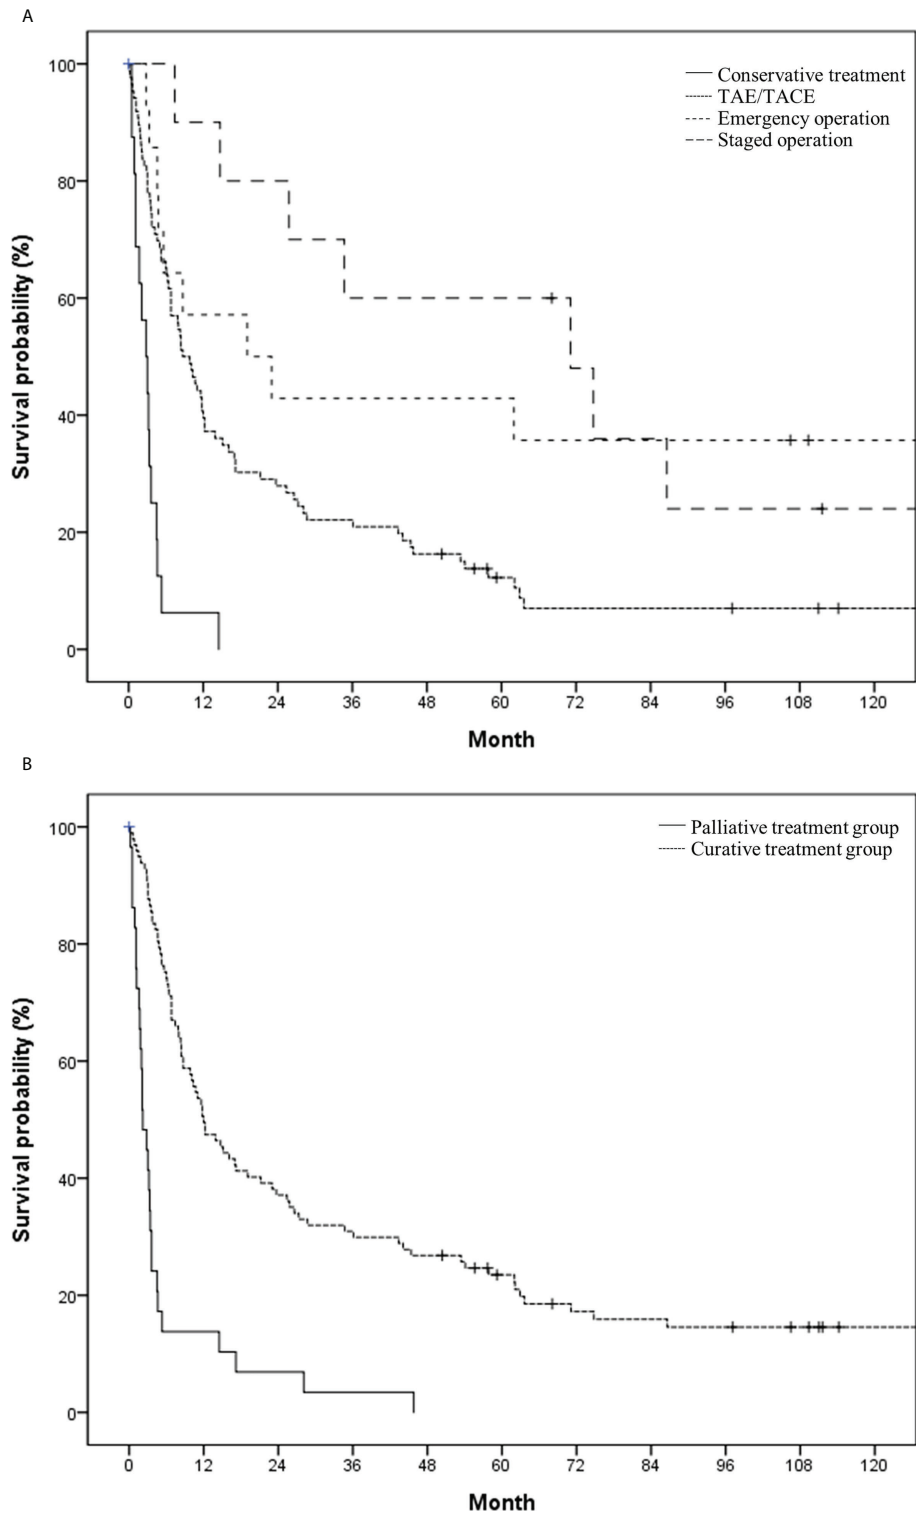 A
Conservative treatment
TAE/TACE
Emergency operation
Staged operation
Survival probability (%)
100
80
60
40
20
0
0 12 24 36 48 60 72 84 96 108 120
Month
B
Palliative treatment group
Curative treatment group
Survival probability (%)
100
80
60
40
20
0
0 12 24 36 48 60 72 84 96 108 120
Month